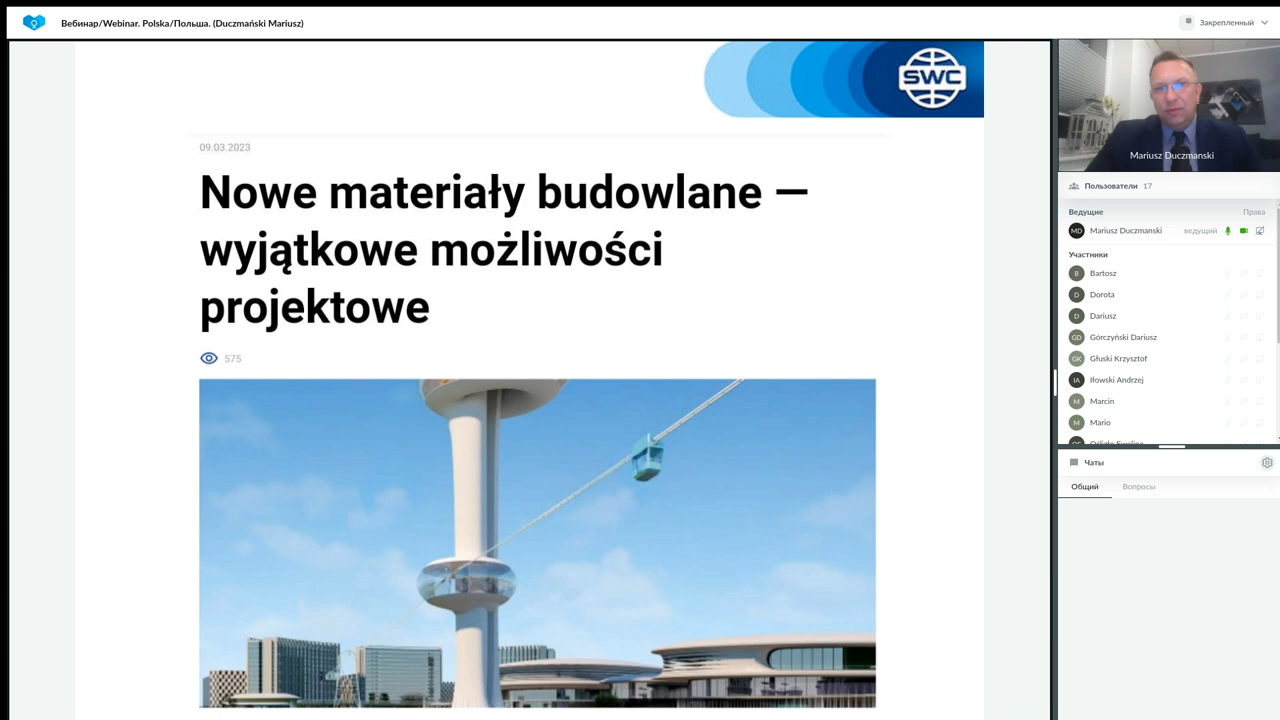 Вебинар/Webinar. Polska/Польша. (Duczmański Mariusz)
Закрепленный
SWC
09.03.2023
Nowe materiały budowlane —
wyjątkowe możliwości
projektowe
575
Mariusz Duczmanski
Пользователи 17
Ведущие Права
MD Mariusz Duczmanski ведущий
Участники
B Bartosz
D Dorota
D Dariusz
GD Górczyński Dariusz
GK Głuski Krzysztof
IA Iłowski Andrzej
M Marcin
M Mario
Чаты
Общий Вопросы